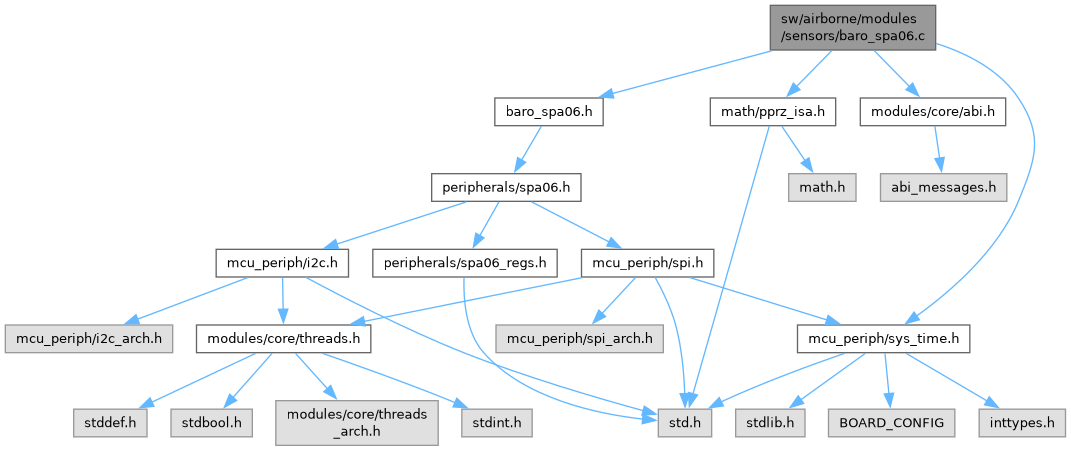 sw/airborne/modules
/sensors/baro_spa06.c
baro_spa06.h
math/pprz_isa.h
modules/core/abi.h
peripherals/spa06.h
math.h
abi_messages.h
mcu_periph/i2c.h
peripherals/spa06_regs.h
mcu_periph/spi.h
mcu_periph/i2c_arch.h
modules/core/threads.h
mcu_periph/spi_arch.h
mcu_periph/sys_time.h
stddef.h
stdbool.h
modules/core/threads
_arch.h
stdint.h
std.h
stdlib.h
BOARD_CONFIG
inttypes.h